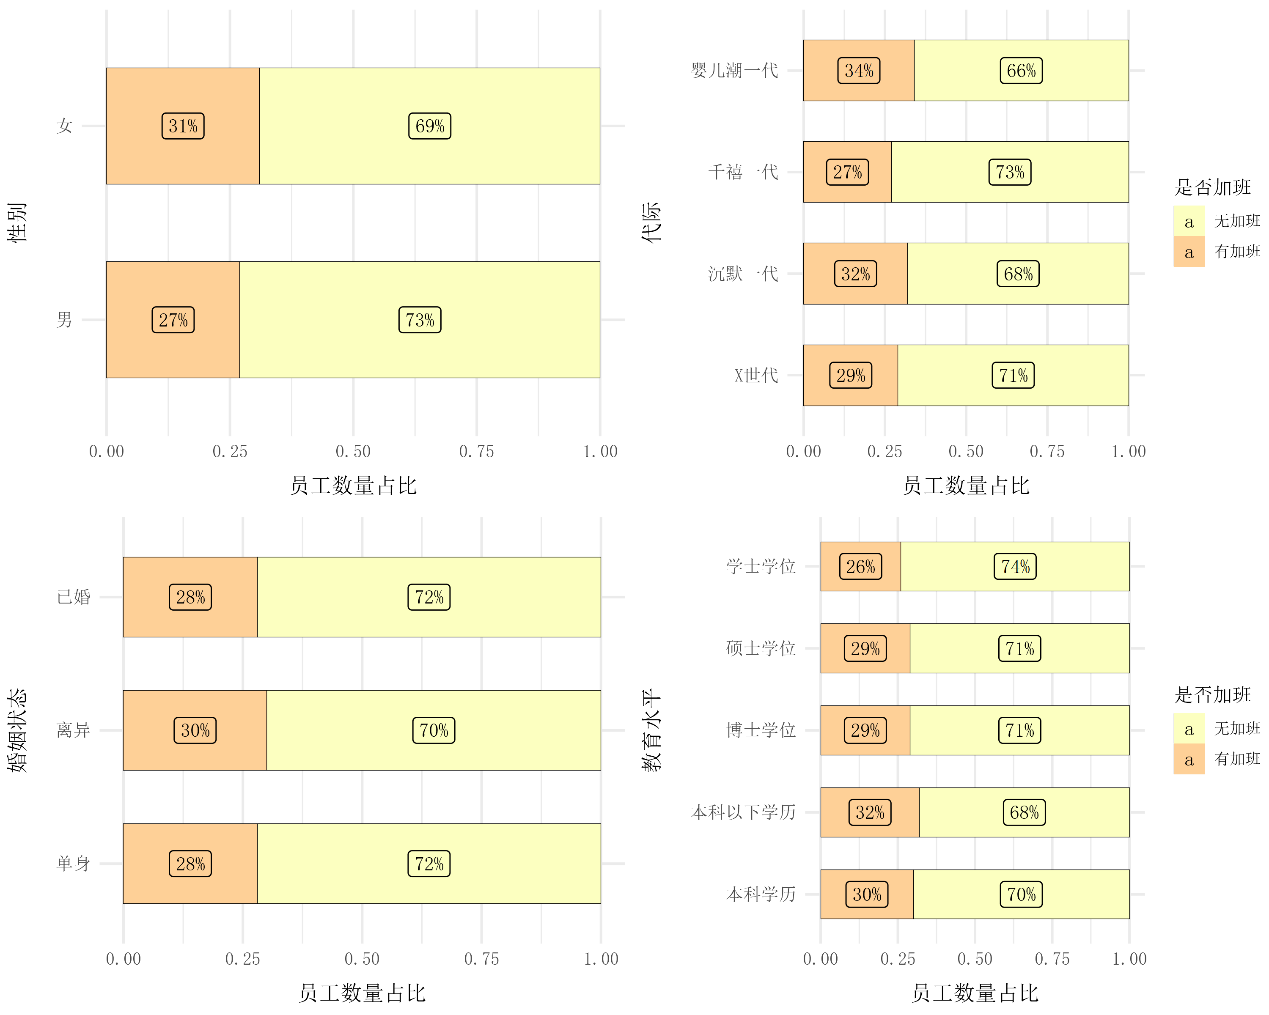 女
31%
69%
男
27%
73%
性别
0.00
0.25
0.50
0.75
1.00
员工数量占比
婴儿潮一代
34%
66%
千禧一代
27%
73%
沉默一代
32%
68%
X世代
29%
71%
代际
0.00
0.25
0.50
0.75
1.00
员工数量占比
是否加班
a 无加班
a 有加班
已婚
28%
72%
离异
30%
70%
单身
28%
72%
婚姻状态
0.00
0.25
0.50
0.75
1.00
员工数量占比
学士学位
26%
74%
硕士学位
29%
71%
博士学位
29%
71%
本科以下学历
32%
68%
本科学历
30%
70%
教育水平
0.00
0.25
0.50
0.75
1.00
员工数量占比
是否加班
a 无加班
a 有加班